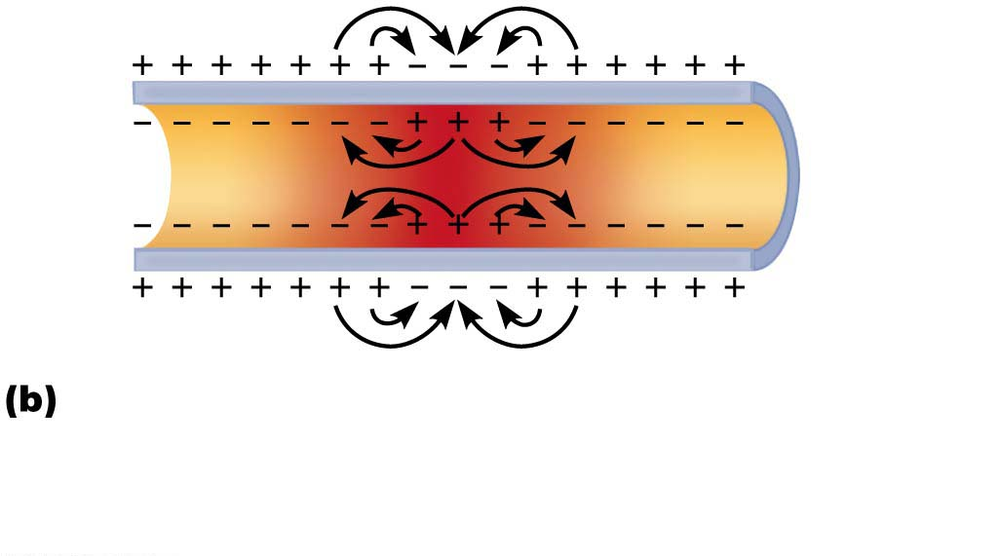 + + + + + + + − − − + + + + + +
− − − − − − − + + + − − − − − −
− − − − − − − + + + − − − − − −
+ + + + + + + − − − + + + + + +
(b)